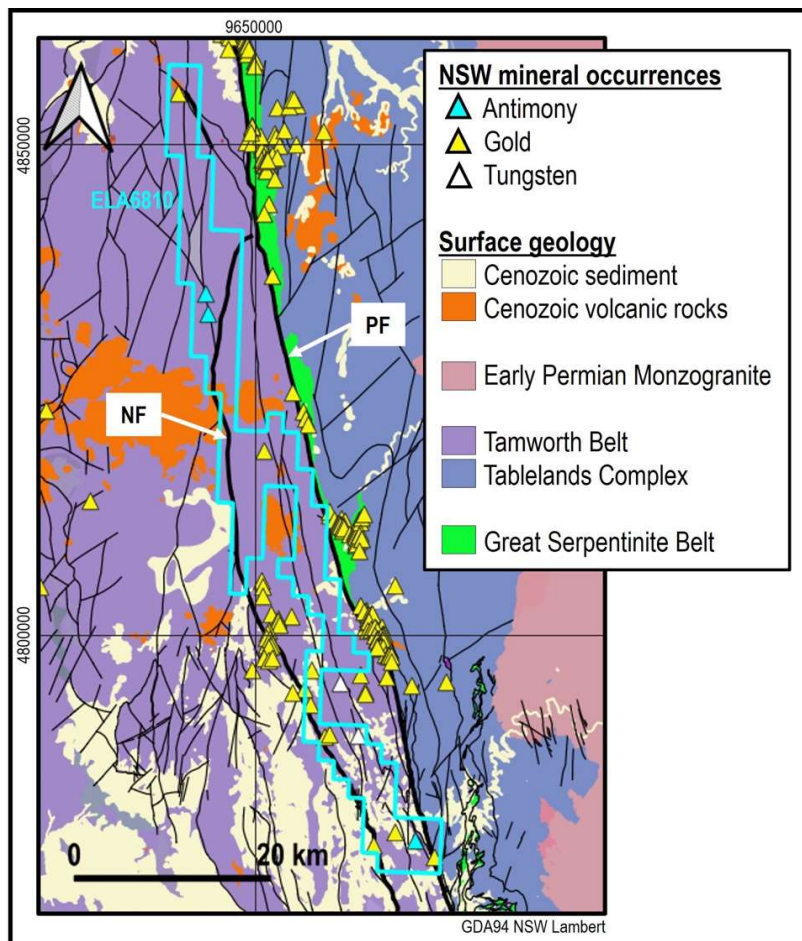 9650000
4850000
ELA6810
PF
NF
4800000
0 20 km
GDA94 NSW Lambert
NSW mineral occurrences
Antimony
Gold
Tungsten
Surface geology
Cenozoic sediment
Cenozoic volcanic rocks
Early Permian Monzogranite
Tamworth Belt
Tablelands Complex
Great Serpentinite Belt